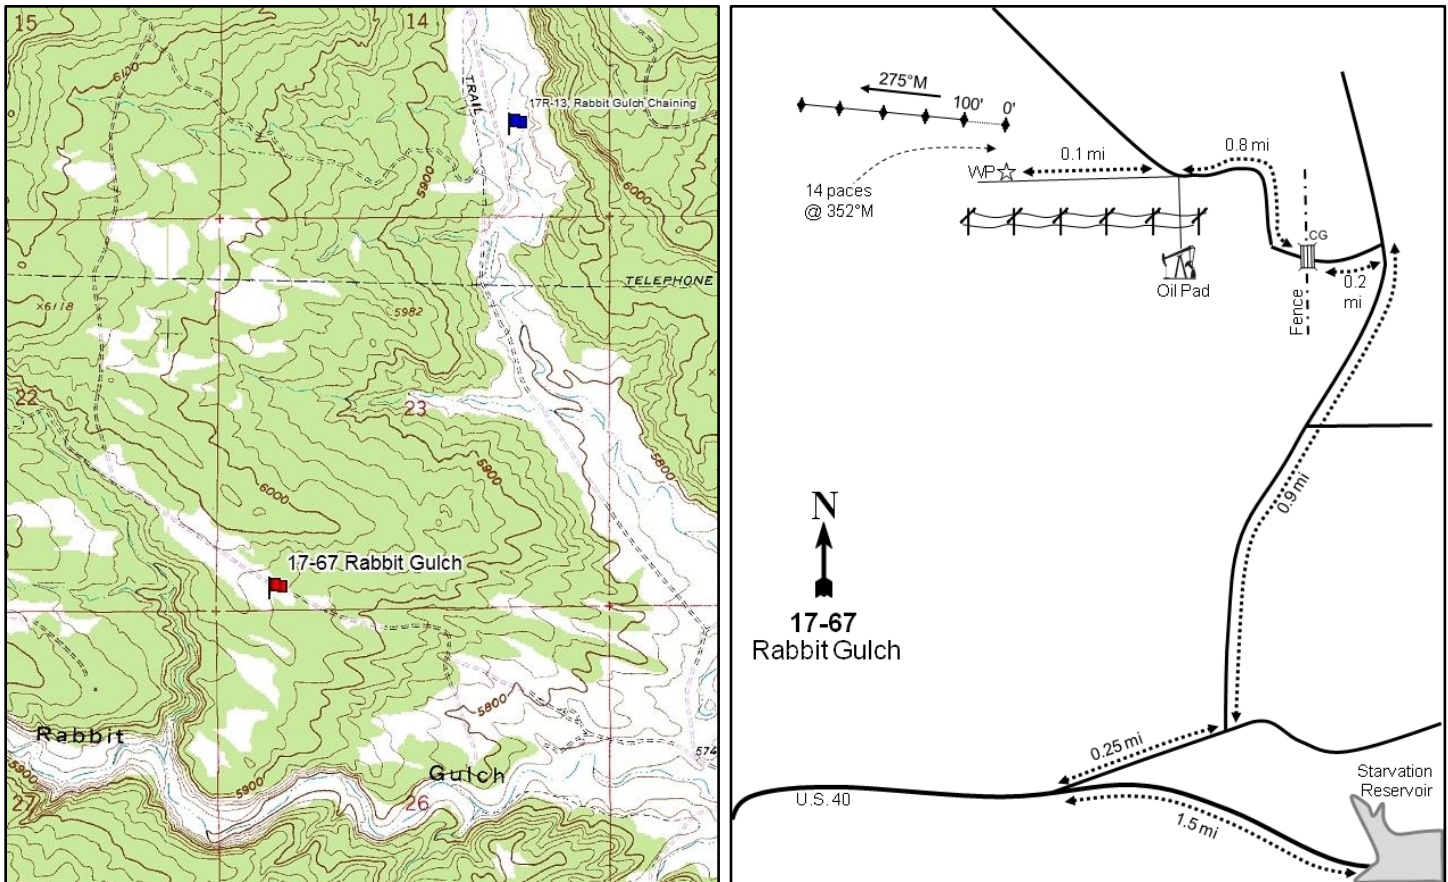 15
14
6100
TRAIL
17R-13, Rabbit Gulch Chaining
5900
6000
TELEPHONE
×6118
5982
22
23
5900
5800
6000
17-67 Rabbit Gulch
5800
574
Rabbit
Gulch
5900
5900
27
26
275°M
100'
0'
WP
0.1 mi
0.8 mi
14 paces
@ 352°M
CG
0.2
mi
Oil Pad
Fence
0.9 mi
N
17-67
Rabbit Gulch
0.25 mi
U.S. 40
1.5 mi
Starvation
Reservoir